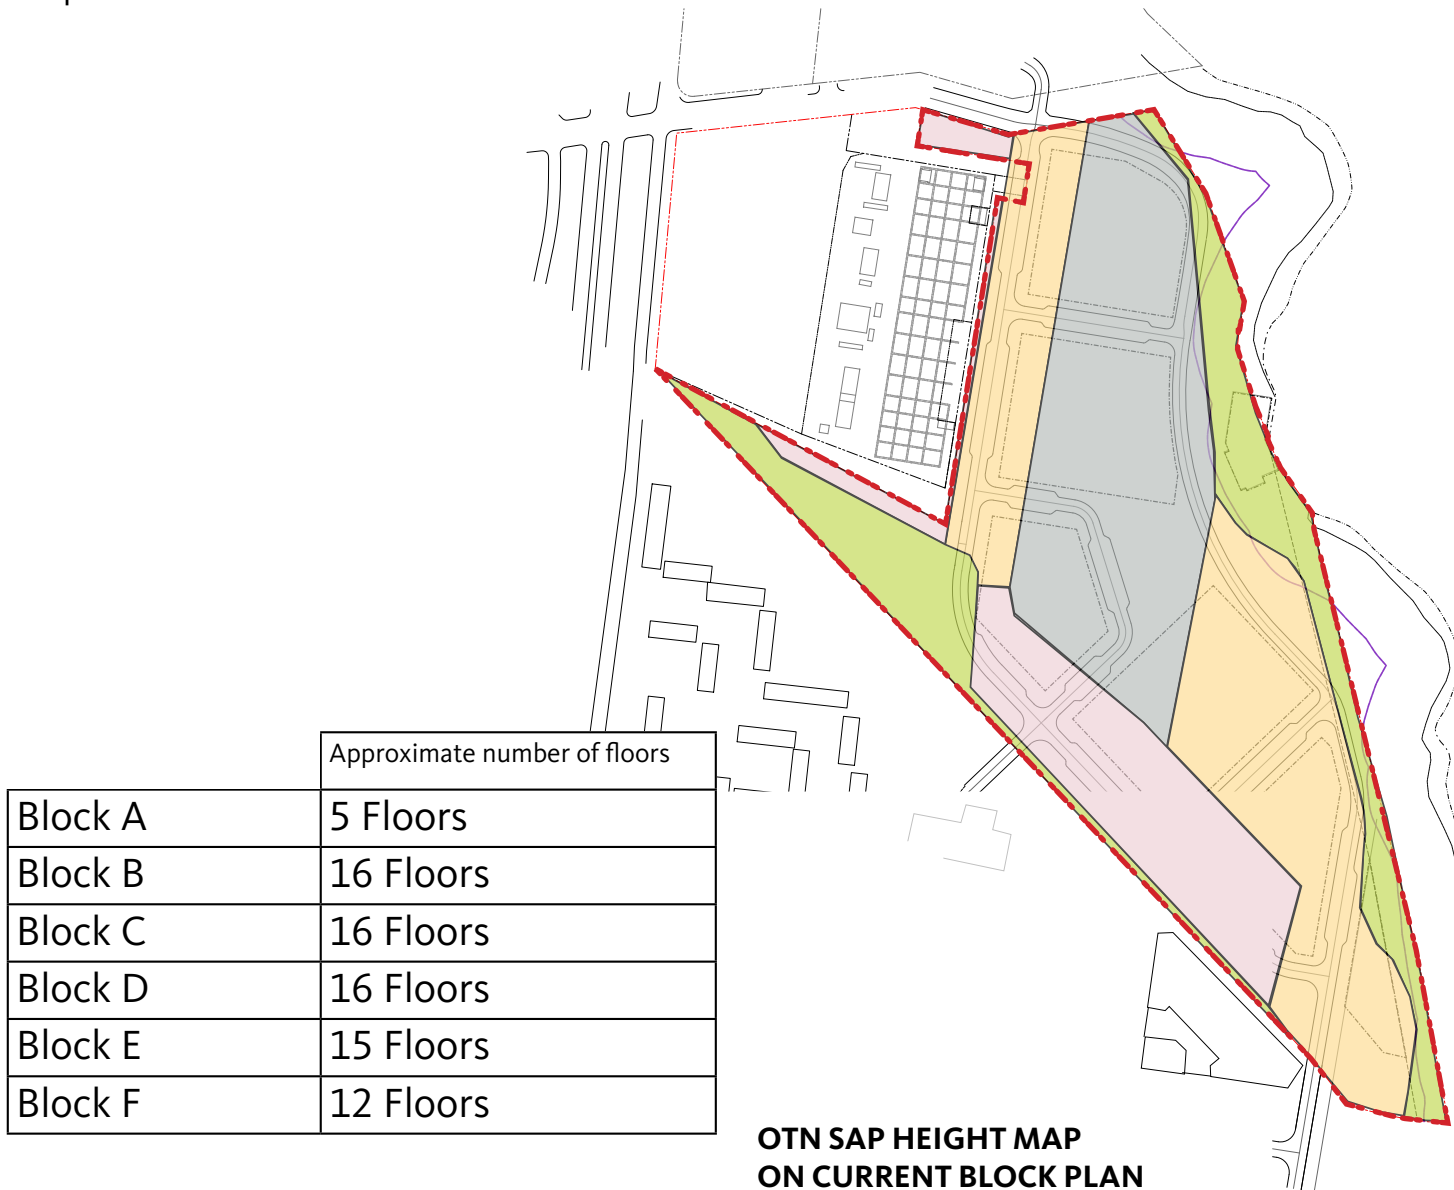 Approximate number of floors
Block A 5 Floors
Block B 16 Floors
Block C 16 Floors
Block D 16 Floors
Block E 15 Floors
Block F 12 Floors
OTN SAP HEIGHT MAP
ON CURRENT BLOCK PLAN